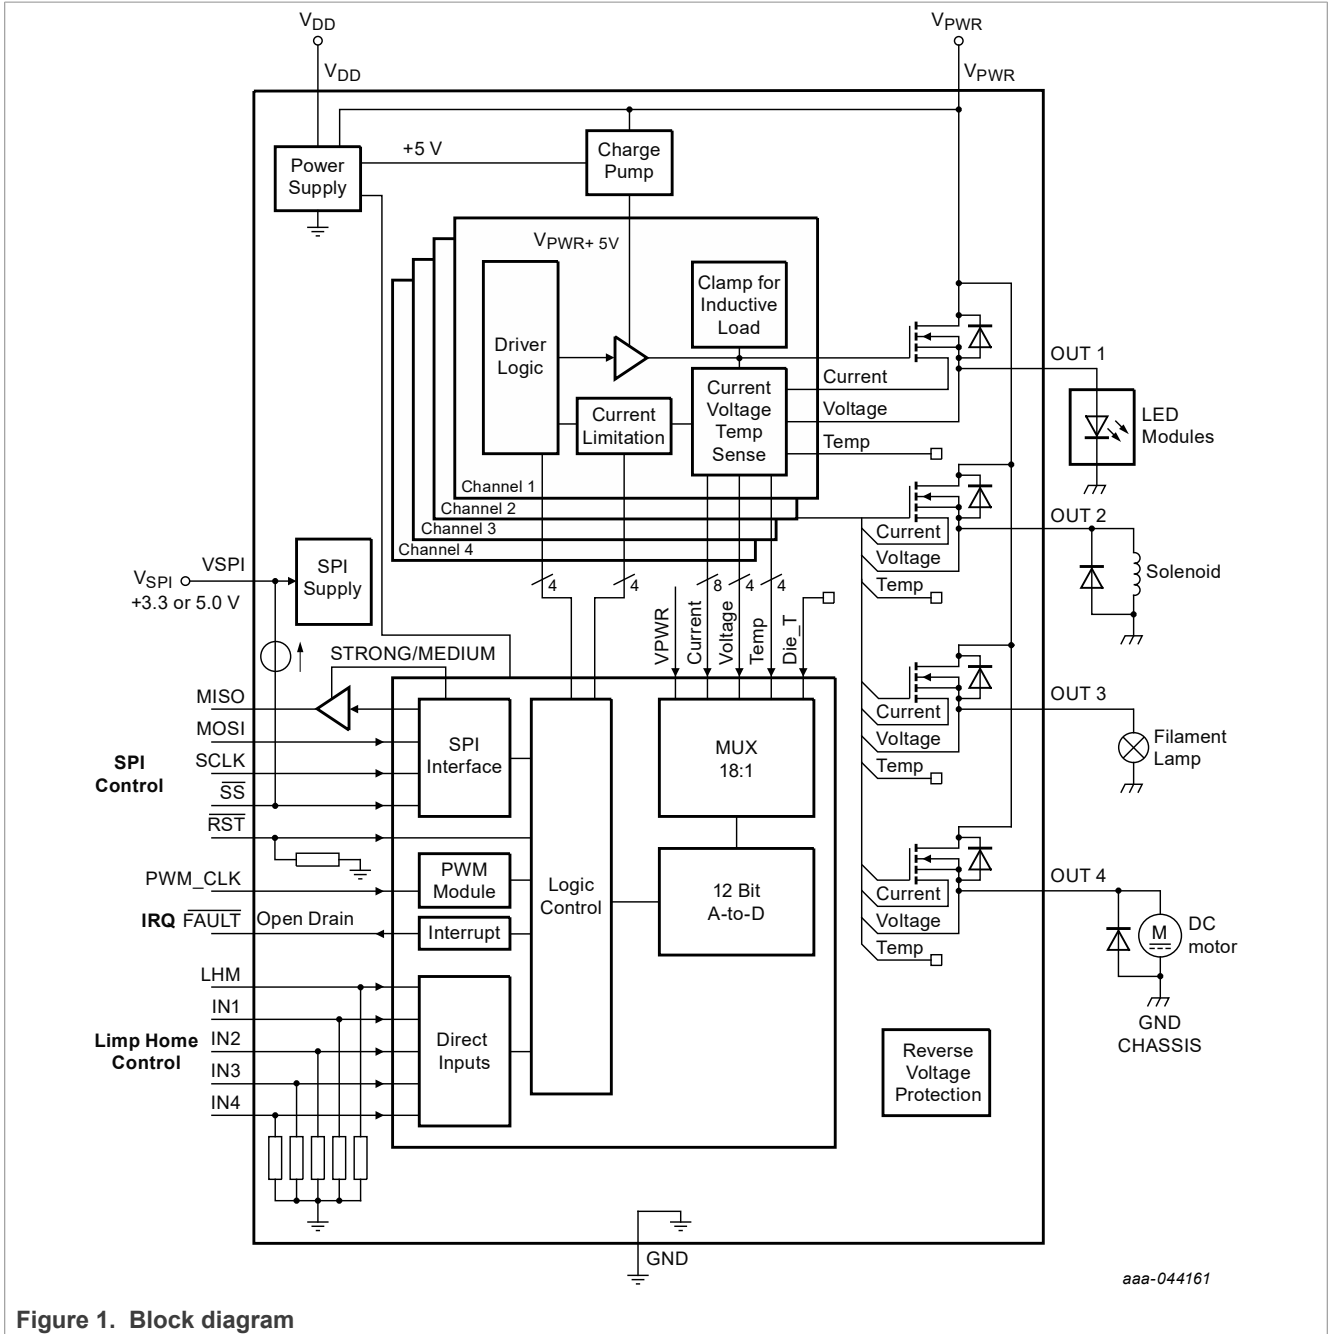 VDD
VPWR
VDD
VPWR
Power
Supply
+5 V
Charge
Pump
VPWR+ 5V
Driver
Logic
Clamp for
Inductive
Load
Current
Limitation
Current
Voltage
Temp
Sense
Current
Voltage
Temp
OUT 1
LED
Modules
Channel 1
Channel 2
Channel 3
Channel 4
Current
Voltage
Temp
OUT 2
Solenoid
VSPI
VSPI
+3.3 or 5.0 V
SPI
Supply
4
4
8
4
4
VPWR
Current
Voltage
Temp
Die_T
STRONG/MEDIUM
MISO
MOSI
SCLK
SS
RST
SPI
Control
SPI
Interface
MUX
18:1
Current
Voltage
Temp
OUT 3
Filament
Lamp
PWM_CLK
PWM
Module
Logic
Control
12 Bit
A-to-D
IRQ FAULT
Open Drain
Interrupt
Current
Voltage
Temp
OUT 4
M
DC
motor
GND
CHASSIS
LHM
IN1
IN2
IN3
IN4
Limp Home
Control
Direct
Inputs
Reverse
Voltage
Protection
GND
aaa-044161
Figure 1. Block diagram